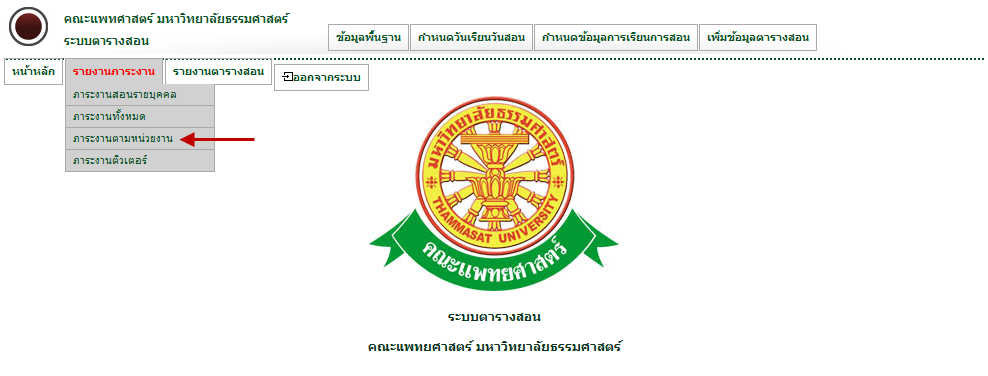 คณะแพทศาสตร์ มหาวิทยาลัยธรรมศาสตร์
ระบบตารางสอน
ข้อมูลพื้นฐาน กำหนดวันเรียนวันสอน กำหนดข้อมูลการเรียนการสอน เพิ่มข้อมูลตารางสอน
หน้าหลัก รายงานภาระงาน รายงานตารางสอน ออกจากระบบ
ภาระงานสอนรายบุคคล
ภาระงานทั้งหมด
ภาระงานตามหน่วยงาน
ภาระงานติวเตอร์
มหาวิทยาลัยธรรมศาสตร์
THAMMASAT UNIVERSITY
คณะแพทยศาสตร์
ระบบตารางสอน
คณะแพทยศาสตร์ มหาวิทยาลัยธรรมศาสตร์